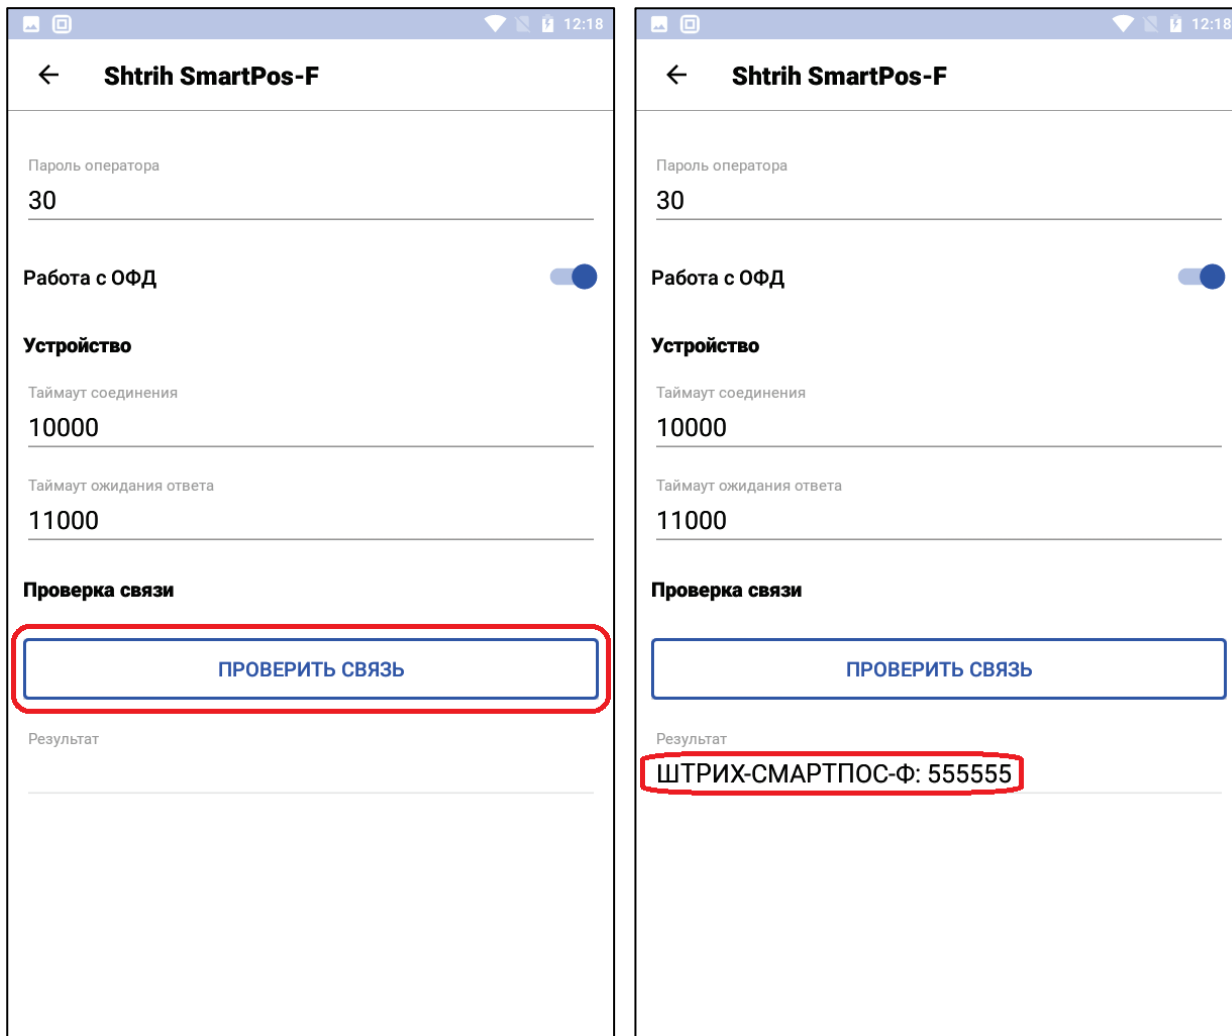 12:18
Shtrih SmartPos-F
Пароль оператора
30
Работа с ОФД
Устройство
Таймаут соединения
10000
Таймаут ожидания ответа
11000
Проверка связи
ПРОВЕРИТЬ СВЯЗЬ
Результат
12:18
Shtrih SmartPos-F
Пароль оператора
30
Работа с ОФД
Устройство
Таймаут соединения
10000
Таймаут ожидания ответа
11000
Проверка связи
ПРОВЕРИТЬ СВЯЗЬ
Результат
ШТРИХ-СМАРТПОС-Ф: 555555